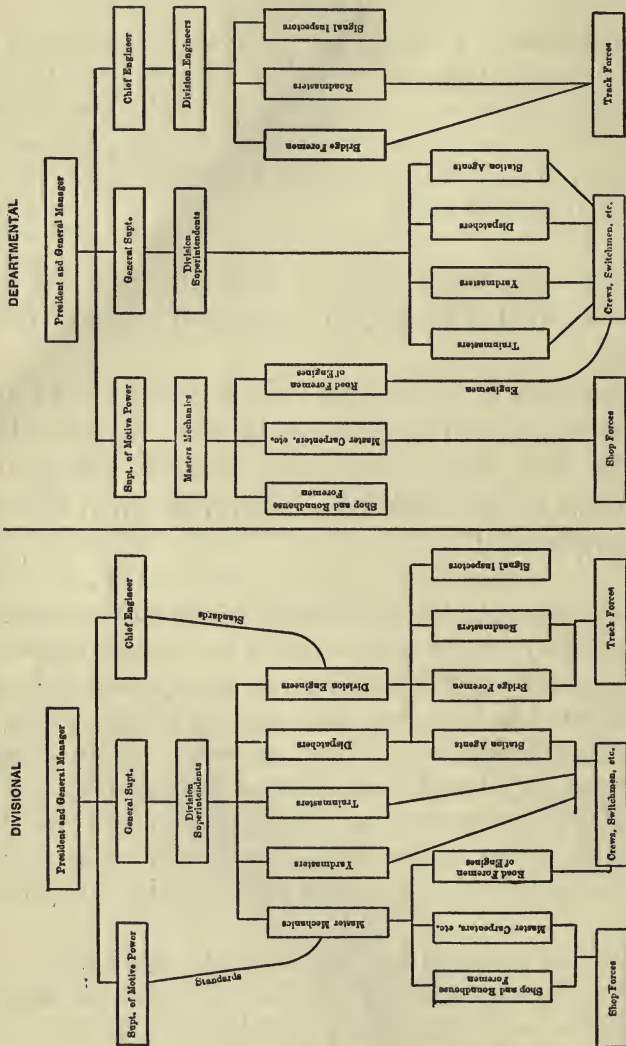 DEPARTMENTAL
President and General Manager
Supt. of Motive Power
General Supt.
Chief Engineer
Masters Mechanics
Division
Superintendents
Division Engineers
Shop and Roundhouse
Foremen
Master Carpenters, etc.
Road Foremen
of Engines
Bridge Foremen
Roadmasters
Signal Inspectors
Enginemen
Trainmasters
Yardmasters
Dispatchers
Station Agents
Shop Forces
Crews, Switchmen, etc.
Track Forces
DIVISIONAL
President and General Manager
Supt. of Motive Power
General Supt.
Chief Engineer
Standards
Division
Superintendents
Standards
Master Mechanics
Yardmasters
Trainmasters
Dispatchers
Division Engineers
Shop and Roundhouse
Foremen
Master Carpenters, etc.
Road Foremen
of Engines
Station Agents
Bridge Foremen
Roadmasters
Signal Inspectors
Shop Forces
Crews, Switchmen, etc.
Track Forces